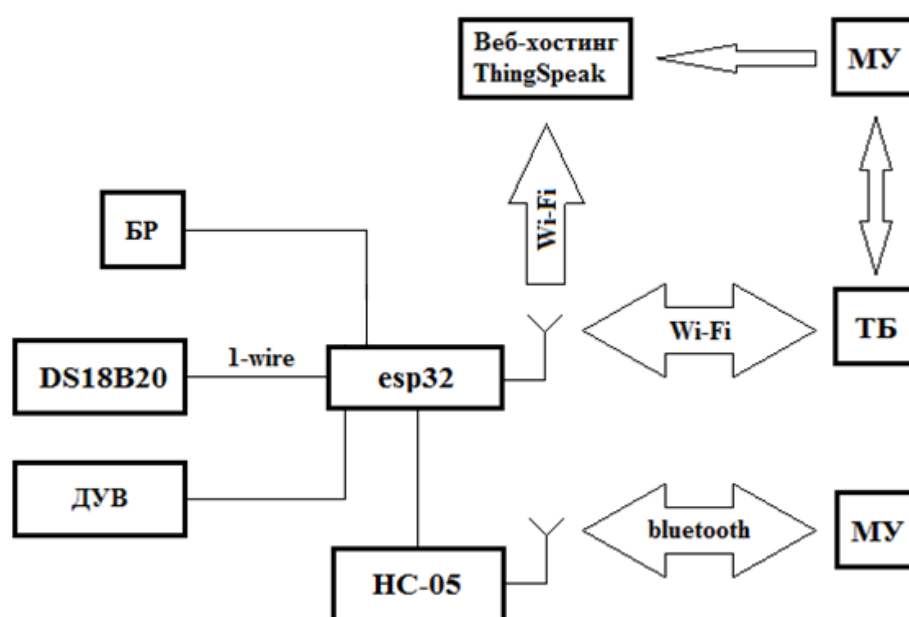 Веб-хостинг
ThingSpeak
МУ
Wi-Fi
БР
Wi-Fi
ТБ
DS18B20
1-wire
esp32
ДУВ
bluetooth
МУ
HC-05